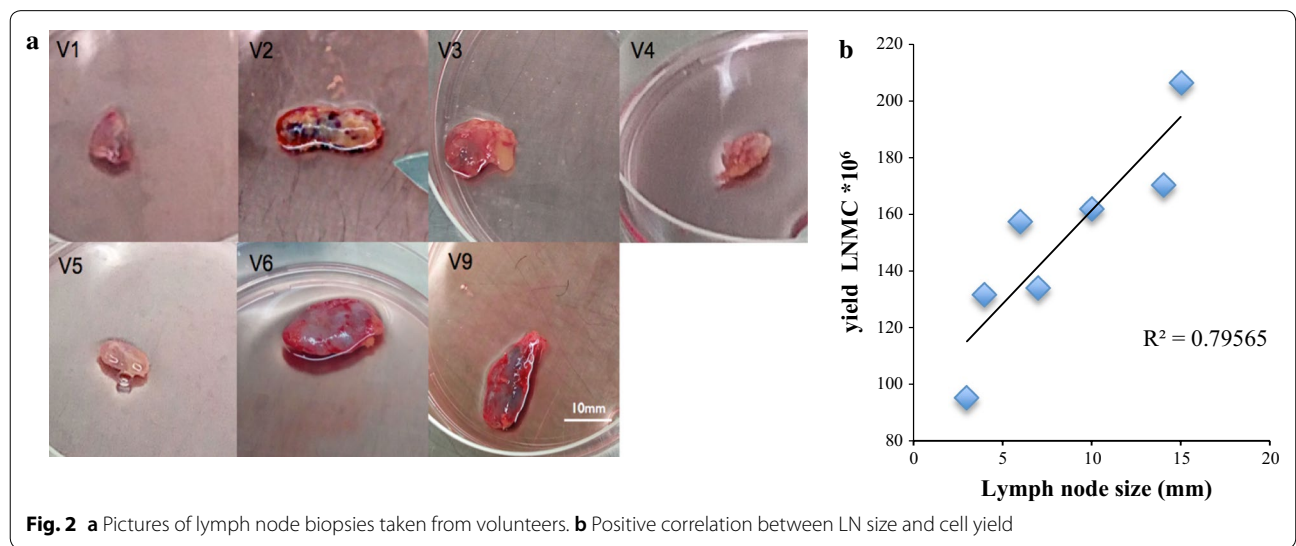 a
V1
V2
V3
V4
V5
V6
V9
10mm
b
220
200
180
160
140
120
100
80
0
5
10
15
20
yield LNMC *10⁶
R² = 0.79565
Lymph node size (mm)
Fig. 2 a Pictures of lymph node biopsies taken from volunteers. b Positive correlation between LN size and cell yield